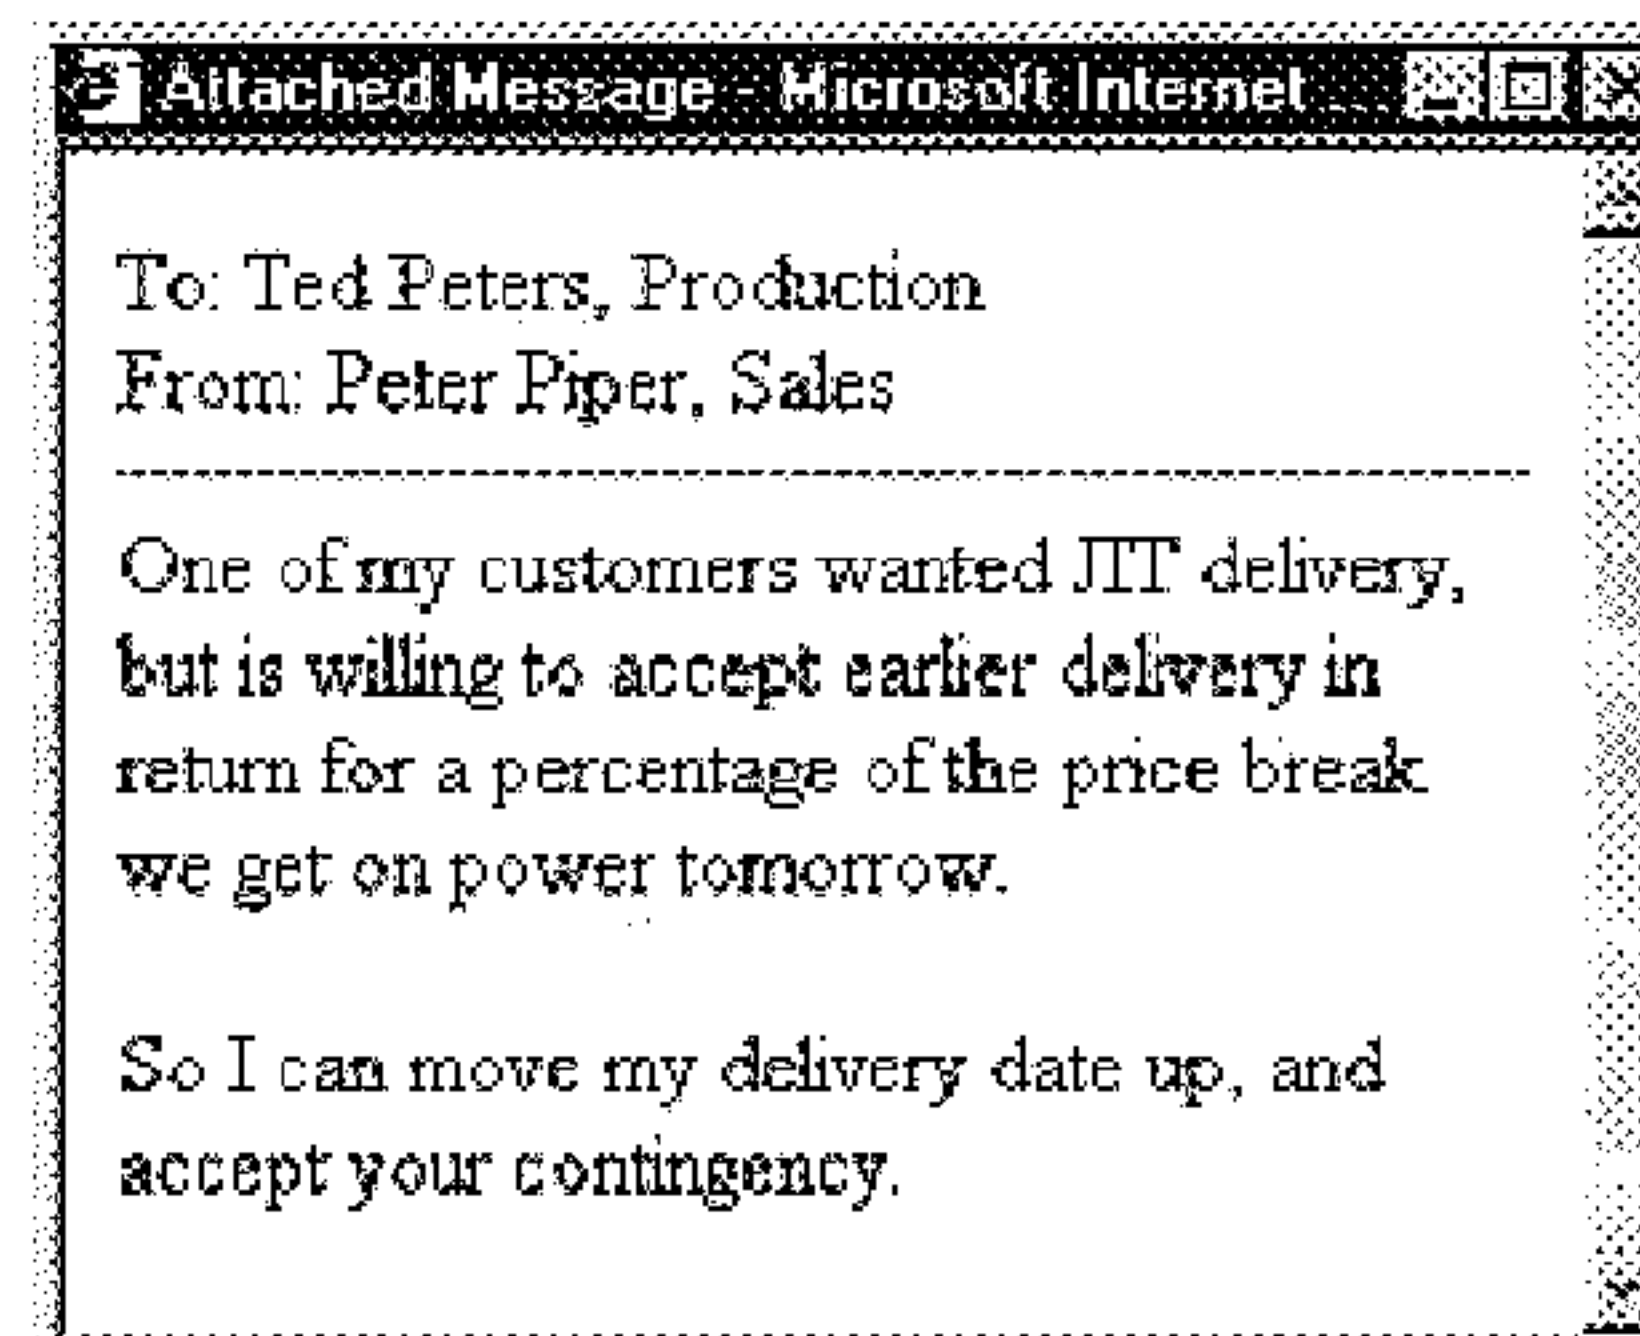 Attached Message - Microsoft Internet
To: Ted Peters, Production
From: Peter Piper, Sales
One of my customers wanted JIT delivery,
but is willing to accept earlier delivery in
return for a percentage of the price break
we get on power tomorrow.
So I can move my delivery date up, and
accept your contingency.